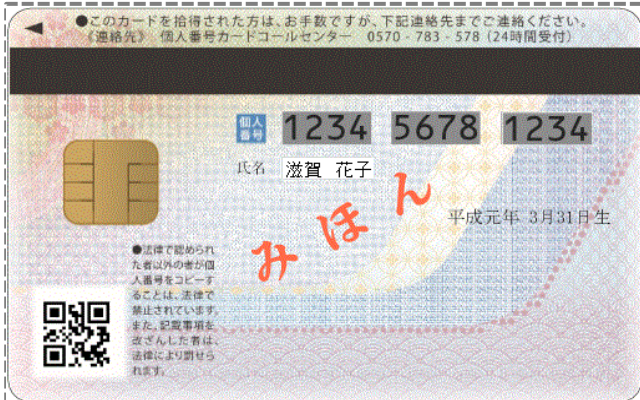 ◀ ●このカードを拾得された方は、お手数ですが、下記連絡先までご連絡ください。
《連絡先》 個人番号カードコールセンター 0570 - 783 - 578 (24時間受付)
個人番号 1234 5678 1234
氏名 滋賀 花子
平成元年 3月31日生
みほん
●法律で認められ
た者以外の者が個
人番号をコピーす
ることは、法律で
禁止されています。
また、記載事項を
改ざんした者は、
法律により罰せら
れます。